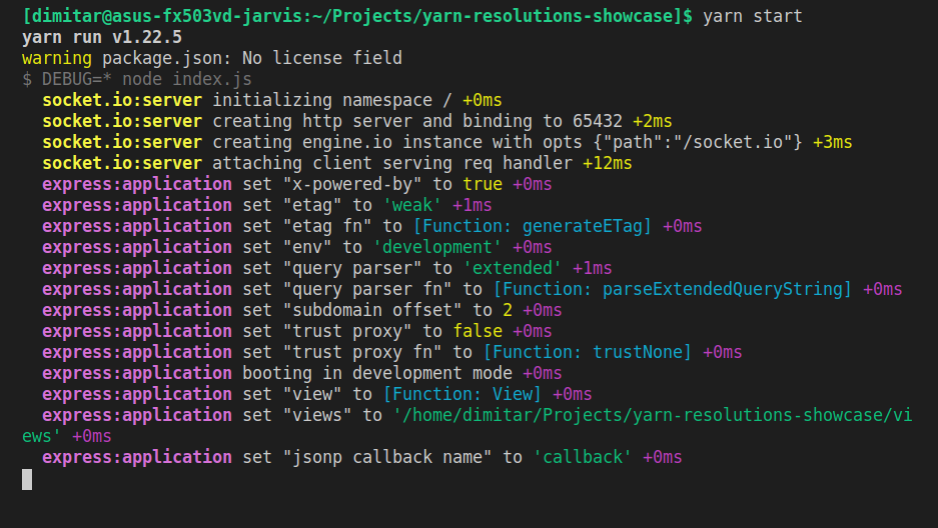 [dimitar@asus-fx503vd-jarvis:~/Projects/yarn-resolutions-showcase]$ yarn start
yarn run v1.22.5
warning package.json: No license field
$ DEBUG=* node index.js
socket.io:server initializing namespace / +0ms
socket.io:server creating http server and binding to 65432 +2ms
socket.io:server creating engine.io instance with opts {"path":"/socket.io"} +3ms
socket.io:server attaching client serving req handler +12ms
express:application set "x-powered-by" to true +0ms
express:application set "etag" to 'weak' +1ms
express:application set "etag fn" to [Function: generateETag] +0ms
express:application set "env" to 'development' +0ms
express:application set "query parser" to 'extended' +1ms
express:application set "query parser fn" to [Function: parseExtendedQueryString] +0ms
express:application set "subdomain offset" to 2 +0ms
express:application set "trust proxy" to false +0ms
express:application set "trust proxy fn" to [Function: trustNone] +0ms
express:application booting in development mode +0ms
express:application set "view" to [Function: View] +0ms
express:application set "views" to '/home/dimitar/Projects/yarn-resolutions-showcase/vi
ews' +0ms
express:application set "jsonp callback name" to 'callback' +0ms